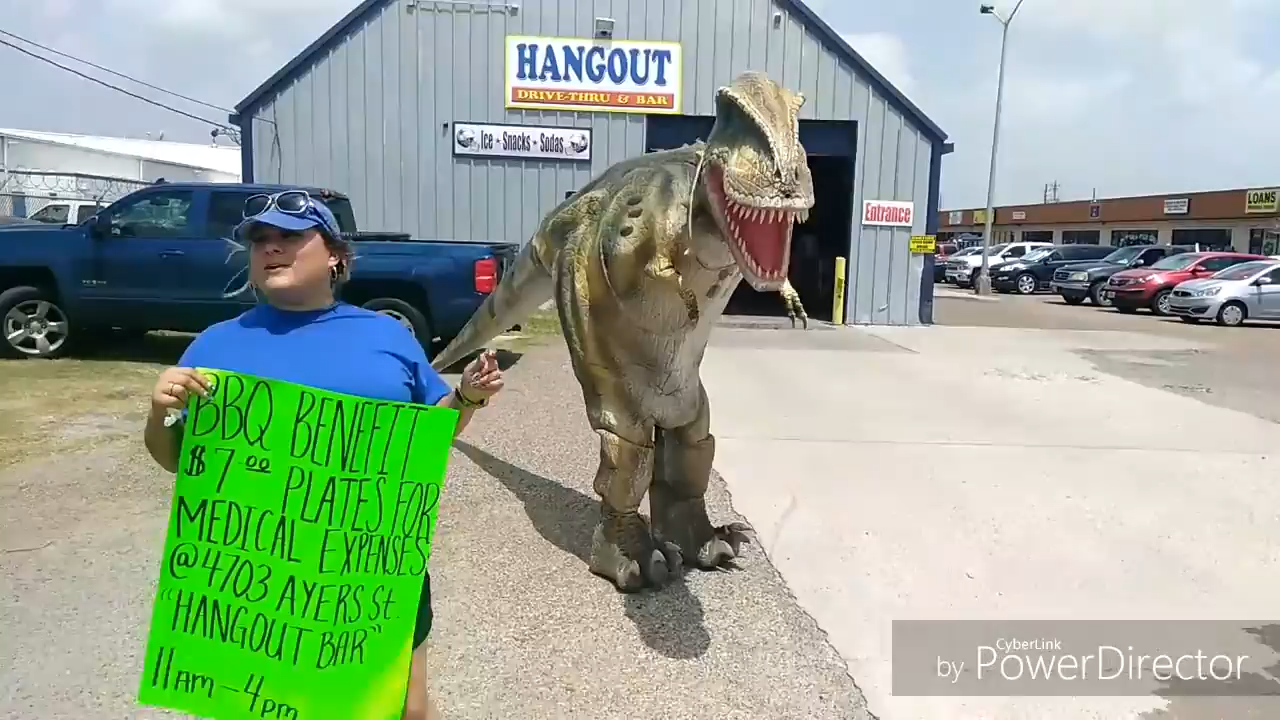 HANGOUT
DRIVE-THRU & BAR
Ice • Snacks • Sodas
Entrance
LOANS
BBQ BENEFIT
$7.00 PLATES FOR
MEDICAL EXPENSES
@ 4703 AYERS St.
"HANGOUT BAR"
11am - 4pm
CyberLink
by PowerDirector